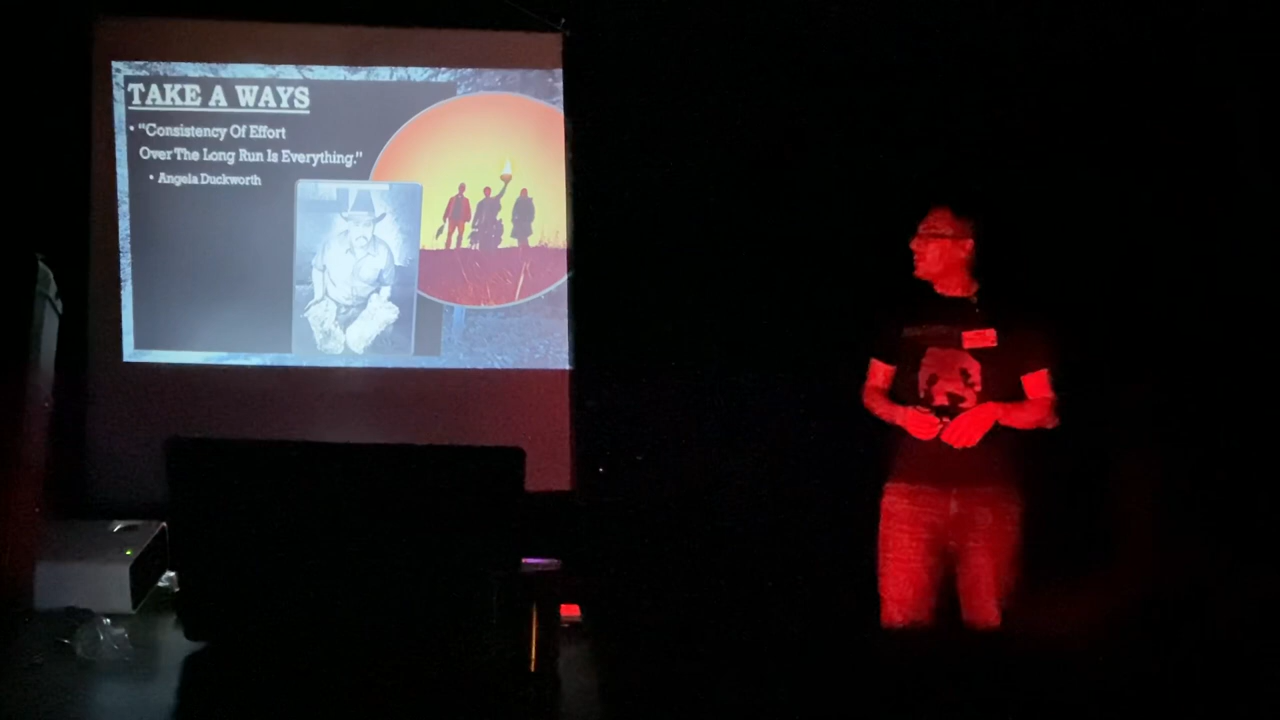 TAKE A WAYS
• “Consistency Of Effort
Over The Long Run Is Everything.”
• Angela Duckworth